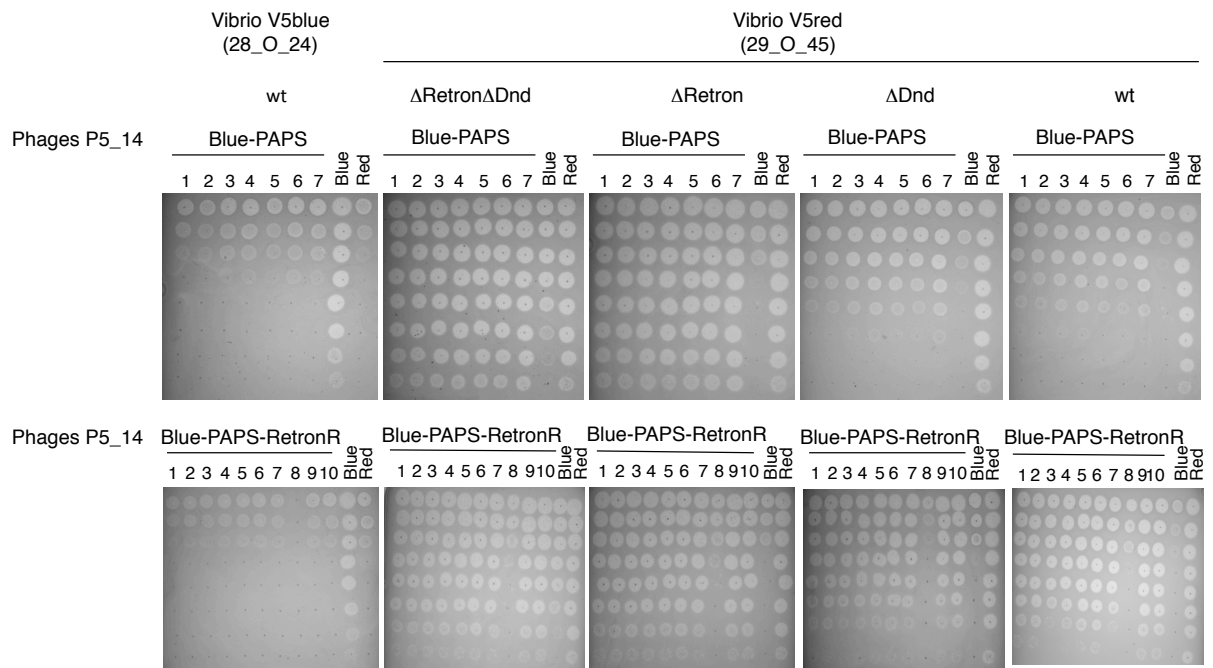 Vibrio V5blue
(28_O_24)
Vibrio V5red
(29_O_45)
wt
ΔRetronΔDnd
ΔRetron
ΔDnd
wt
Phages P5_14
Blue-PAPS
Blue-PAPS
Blue-PAPS
Blue-PAPS
Blue-PAPS
1 2 3 4 5 6 7 Blue Red
1 2 3 4 5 6 7 Blue Red
1 2 3 4 5 6 7 Blue Red
1 2 3 4 5 6 7 Blue Red
1 2 3 4 5 6 7 Blue Red
Phages P5_14
Blue-PAPS-RetronR
Blue-PAPS-RetronR
Blue-PAPS-RetronR
Blue-PAPS-RetronR
Blue-PAPS-RetronR
1 2 3 4 5 6 7 8 9 10 Blue Red
1 2 3 4 5 6 7 8 9 10 Blue Red
1 2 3 4 5 6 7 8 9 10 Blue Red
1 2 3 4 5 6 7 8 9 10 Blue Red
1 2 3 4 5 6 7 8 9 10 Blue Red